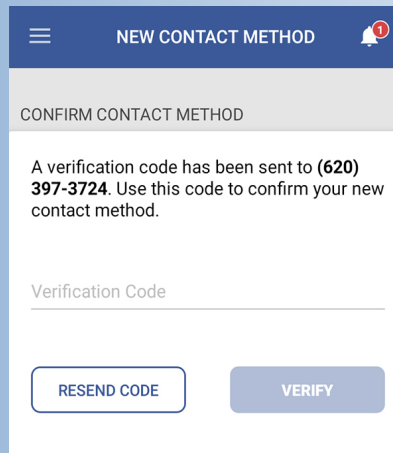 NEW CONTACT METHOD
1
CONFIRM CONTACT METHOD
A verification code has been sent to (620)
397-3724. Use this code to confirm your new
contact method.
Verification Code
RESEND CODE
VERIFY